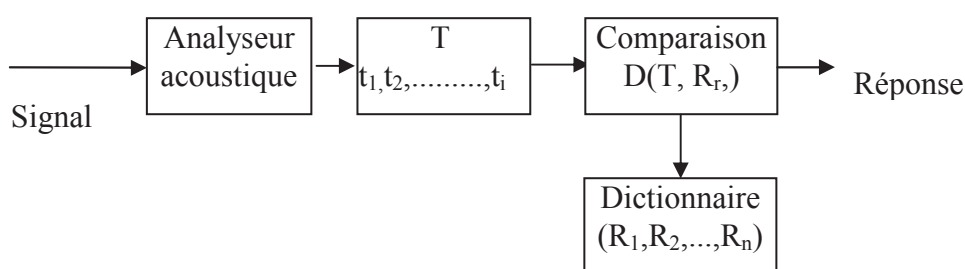 Signal
Analyseur
acoustique
T
t₁,t₂,.........,tᵢ
Comparaison
D(T, Rᵣ,)
Réponse
Dictionnaire
(R₁,R₂,...,Rₙ)